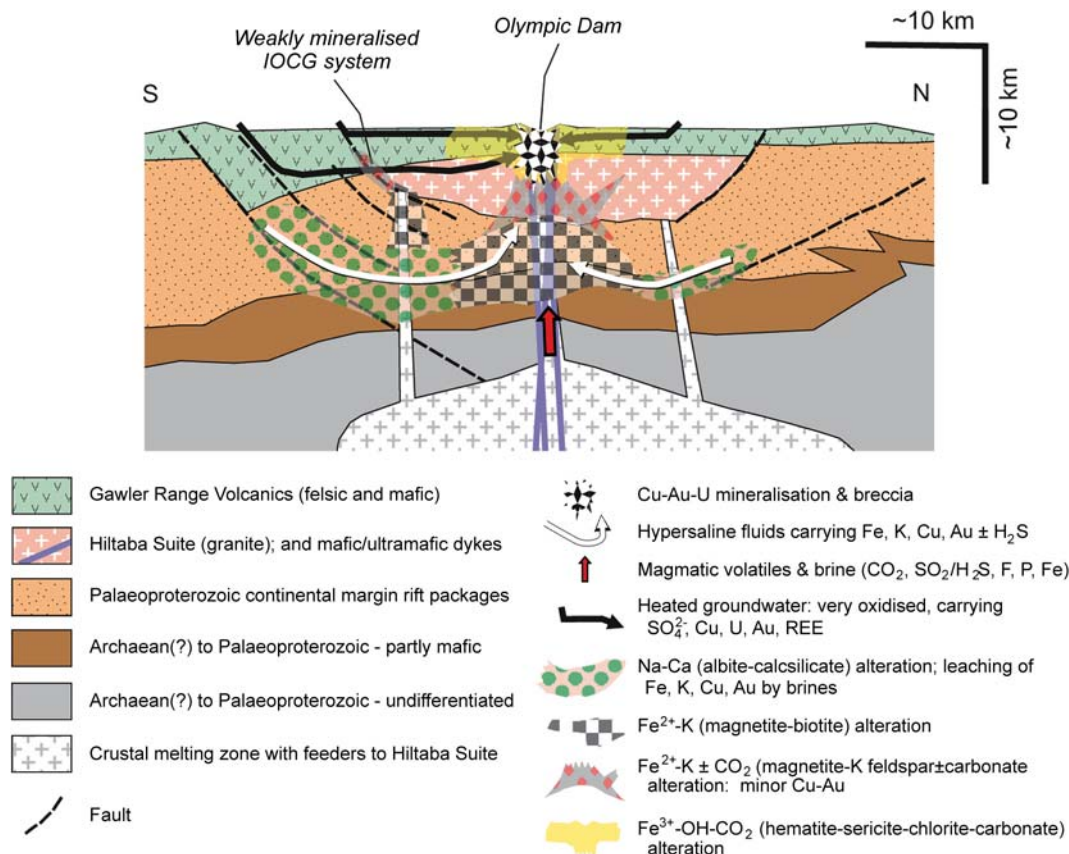 ~10 km
Olympic Dam
Weakly mineralised
IOCG system
S
N
~10 km
Gawler Range Volcanics (felsic and mafic)
Hiltaba Suite (granite); and mafic/ultramafic dykes
Palaeoproterozoic continental margin rift packages
Archaean(?) to Palaeoproterozoic - partly mafic
Archaean(?) to Palaeoproterozoic - undifferentiated
Crustal melting zone with feeders to Hiltaba Suite
Fault
Cu-Au-U mineralisation & breccia
Hypersaline fluids carrying Fe, K, Cu, Au ± H₂S
Magmatic volatiles & brine (CO₂, SO₂/H₂S, F, P, Fe)
Heated groundwater: very oxidised, carrying
SO₄²⁻, Cu, U, Au, REE
Na-Ca (albite-calcsilicate) alteration; leaching of
Fe, K, Cu, Au by brines
Fe²⁺-K (magnetite-biotite) alteration
Fe²⁺-K ± CO₂ (magnetite-K feldspar±carbonate
alteration: minor Cu-Au
Fe³⁺-OH-CO₂ (hematite-sericite-chlorite-carbonate)
alteration